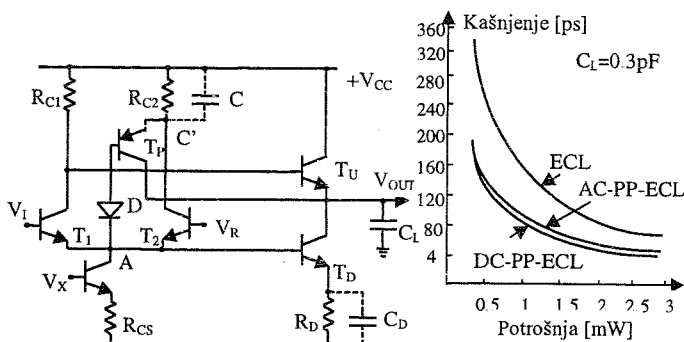 Kašnjenje [ps]
360
320
280
240
200
160
120
80
4
C_L=0.3pF
ECL
AC-PP-ECL
DC-PP-ECL
0.5 1 1.5 2 2.5 3
Potrošnja [mW]
+V_CC
R_C1
R_C2
C
C'
T_P
T_U
V_OUT
D
V_I
T_1
T_2
V_R
C_L
A
T_D
V_X
R_CS
R_D
C_D